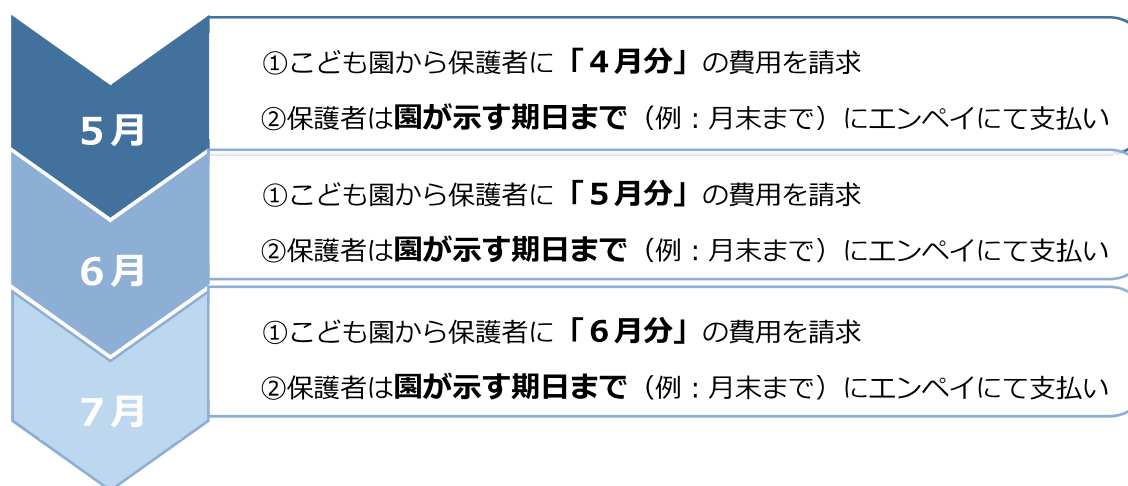 5月
①こども園から保護者に「４月分」の費用を請求
②保護者は園が示す期日まで（例：月末まで）にエンペイにて支払い
6月
①こども園から保護者に「５月分」の費用を請求
②保護者は園が示す期日まで（例：月末まで）にエンペイにて支払い
7月
①こども園から保護者に「６月分」の費用を請求
②保護者は園が示す期日まで（例：月末まで）にエンペイにて支払い